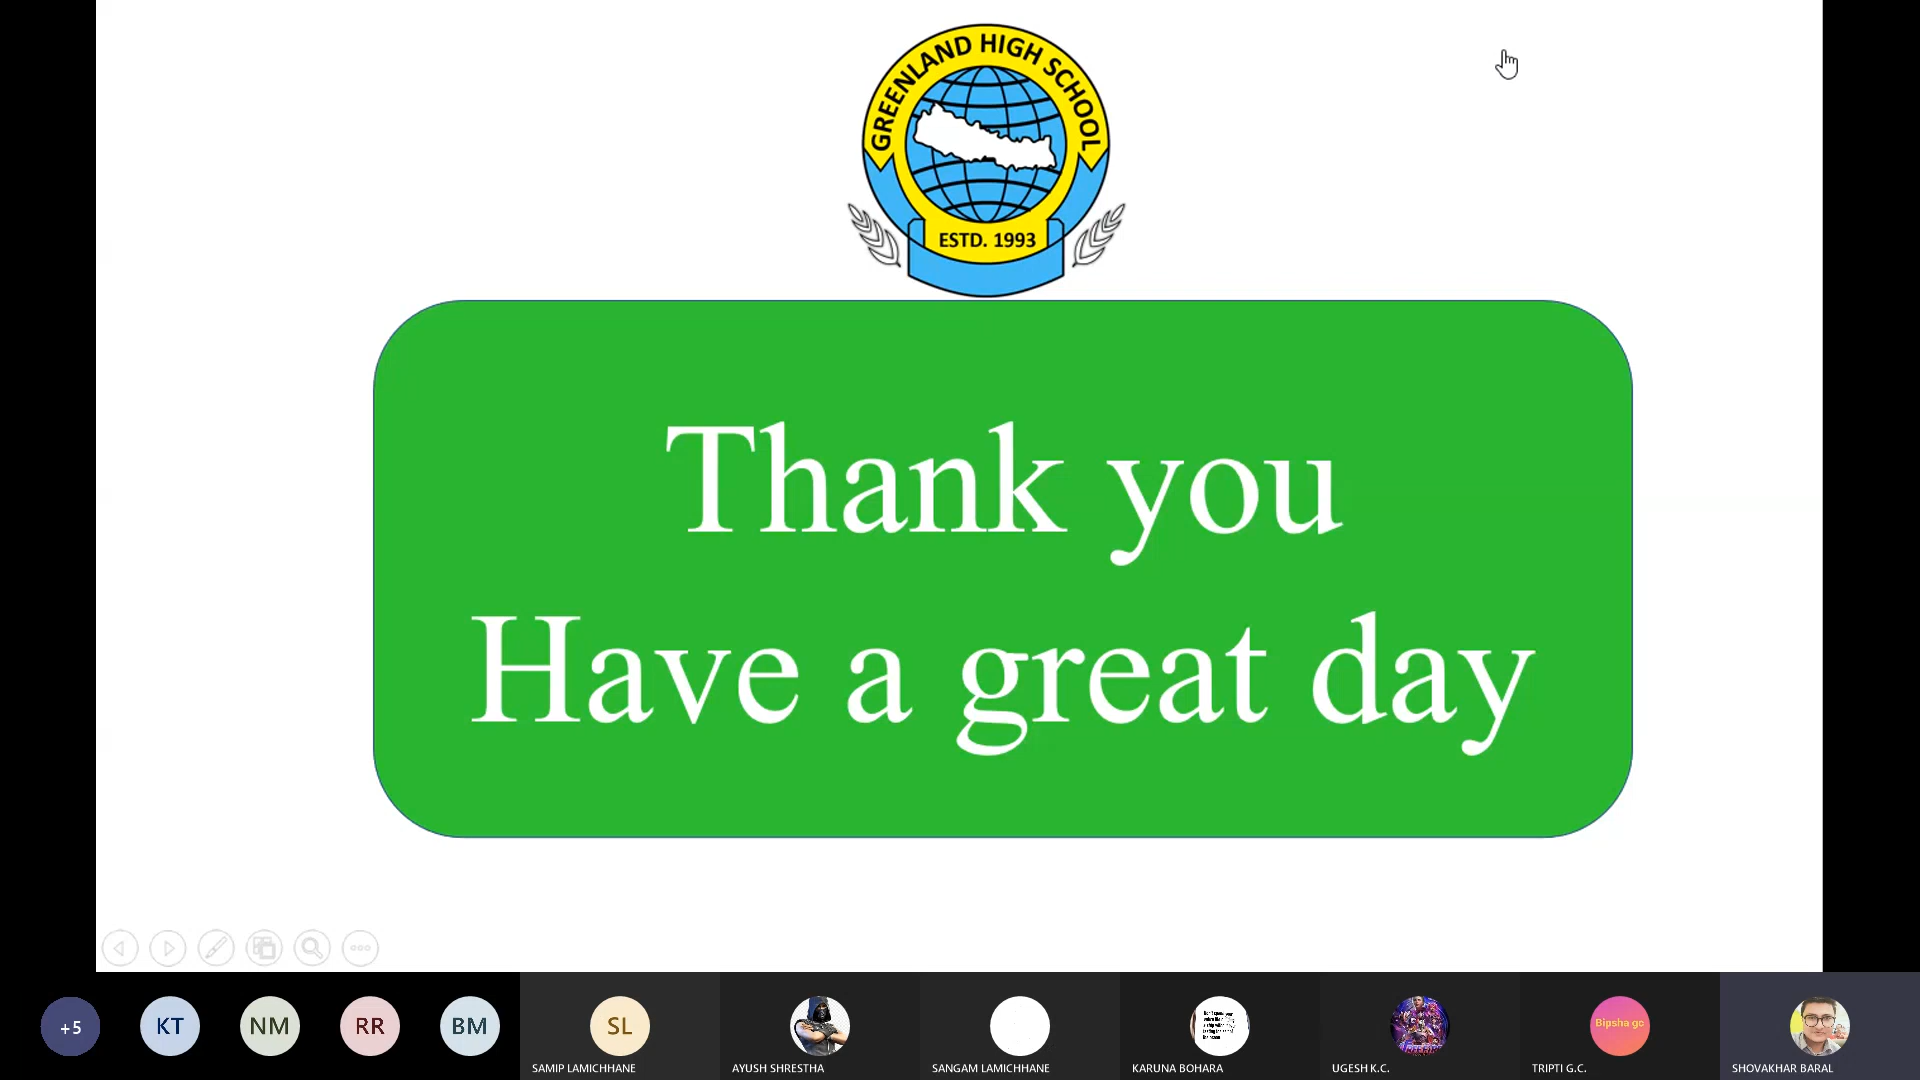 GREENLAND HIGH SCHOOL
ESTD. 1993
Thank you
Have a great day
+5
KT
NM
RR
BM
SL
Bipsha gc
SAMIP LAMICHHANE
AYUSH SHRESTHA
SANGAM LAMICHHANE
KARUNA BOHARA
UGESH K.C.
TRIPTI G.C.
SHOVAKHAR BARAL